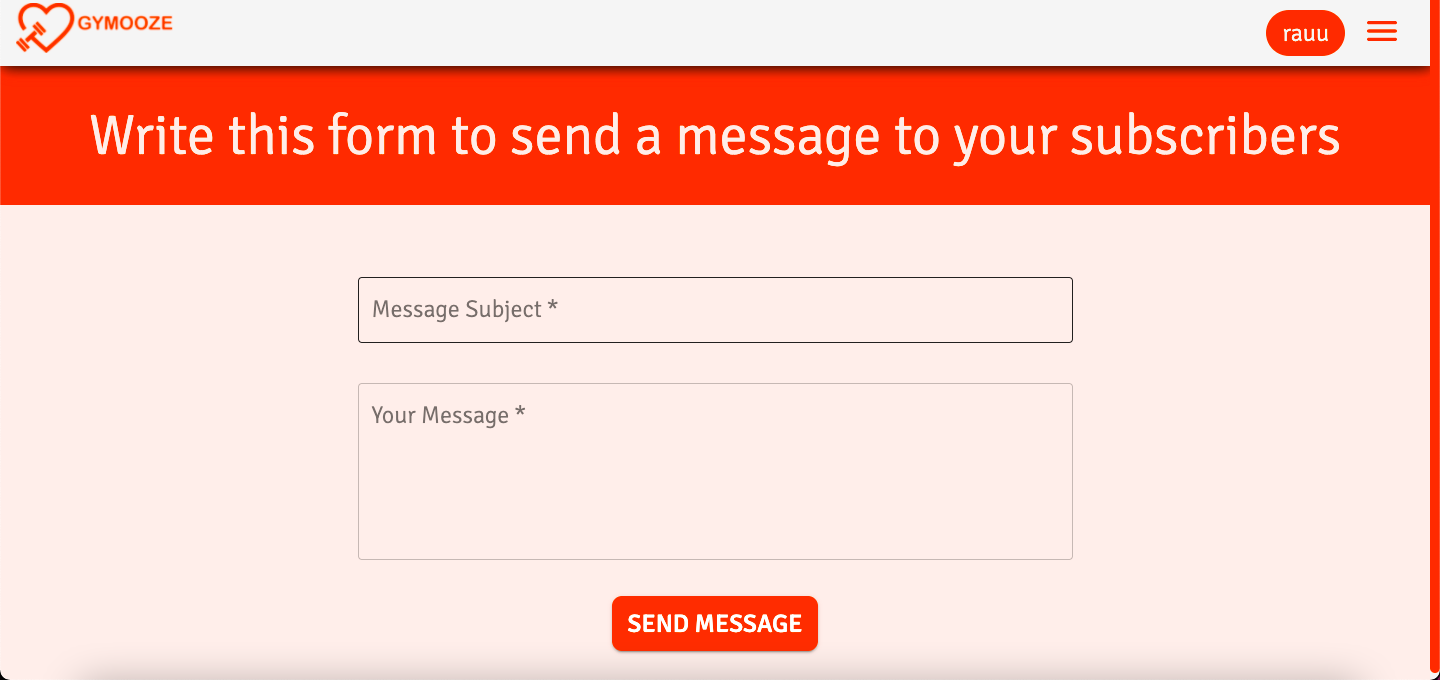 GYMOOZE
rauu
Write this form to send a message to your subscribers
Message Subject *
Your Message *
SEND MESSAGE